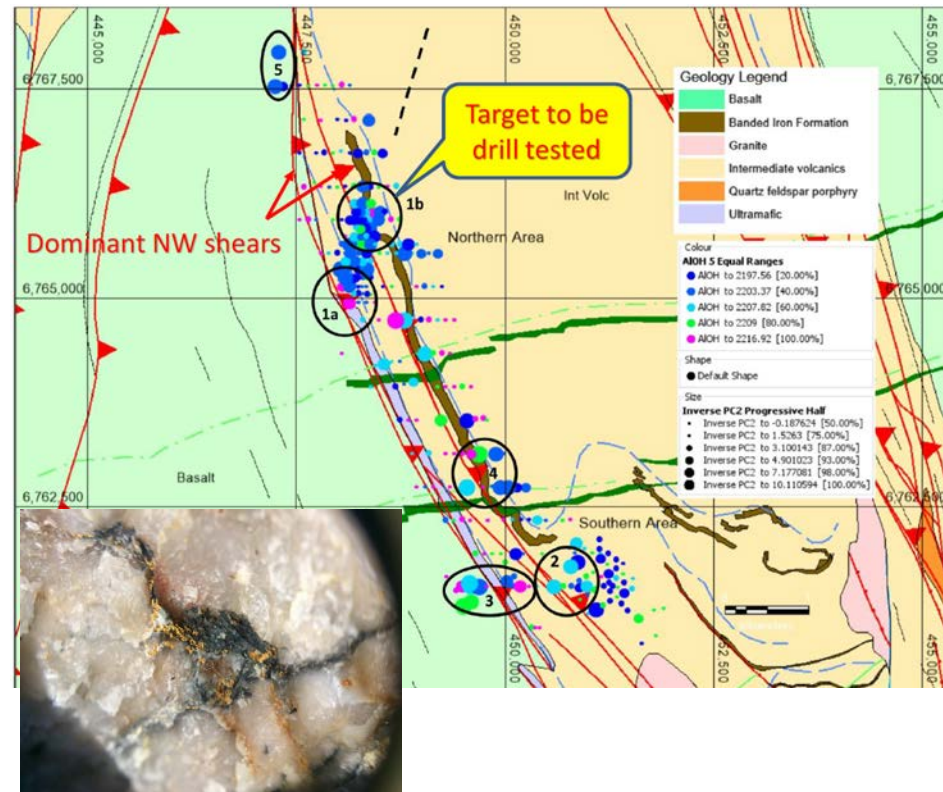 445,000
447,500
450,000
452,500
455,000
6,767,500
6,767,500
5
Target to be
drill tested
1b
Int Volc
Dominant NW shears
Northern Area
6,765,000
1a
Geology Legend
Basalt
Banded Iron Formation
Granite
Intermediate volcanics
Quartz feldspar porphyry
Ultramafic
Colour
AlOH 5 Equal Ranges
AlOH to 2197.56 [20.00%]
AlOH to 2203.37 [40.00%]
AlOH to 2207.82 [60.00%]
AlOH to 2209 [80.00%]
AlOH to 2216.92 [100.00%]
Shape
Default Shape
Size
Inverse PC2 Progressive Half
Inverse PC2 to -0.187624 [50.00%]
Inverse PC2 to 1.5263 [75.00%]
Inverse PC2 to 3.100143 [87.00%]
Inverse PC2 to 4.901023 [93.00%]
Inverse PC2 to 7.177081 [98.00%]
Inverse PC2 to 10.110594 [100.00%]
6,765,000
Basalt
4
6,762,500
6,762,500
Southern Area
2
3
450,000
452,500
455,000